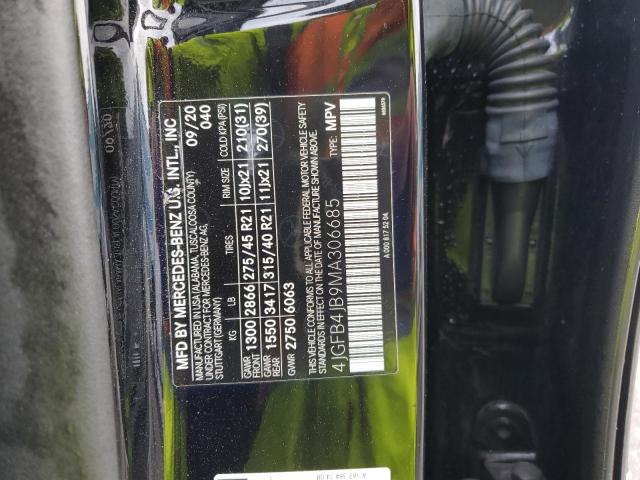 MFD BY MERCEDES-BENZ U.S. INTL., INC
MANUFACTURED IN USA (ALABAMA, TUSCALOOSA COUNTY) 09/20
UNDER CONTRACT FOR MERCEDES-BENZ AG, 040
STUTTGART (GERMANY)
KG LB TIRES RIM SIZE COLD KPA (PSI)
GAWR FRONT 1300 2866 275/45 R21 10Jx21 210(31)
GAWR REAR 1550 3417 315/40 R21 11Jx21 270(39)
GVWR 2750 6063
THIS VEHICLE CONFORMS TO ALL APPLICABLE FEDERAL MOTOR VEHICLE SAFETY
STANDARDS IN EFFECT ON THE DATE OF MANUFACTURE SHOWN ABOVE.
4JGFB4JB9MA306685 TYPE: MPV
A 000 817 52 04